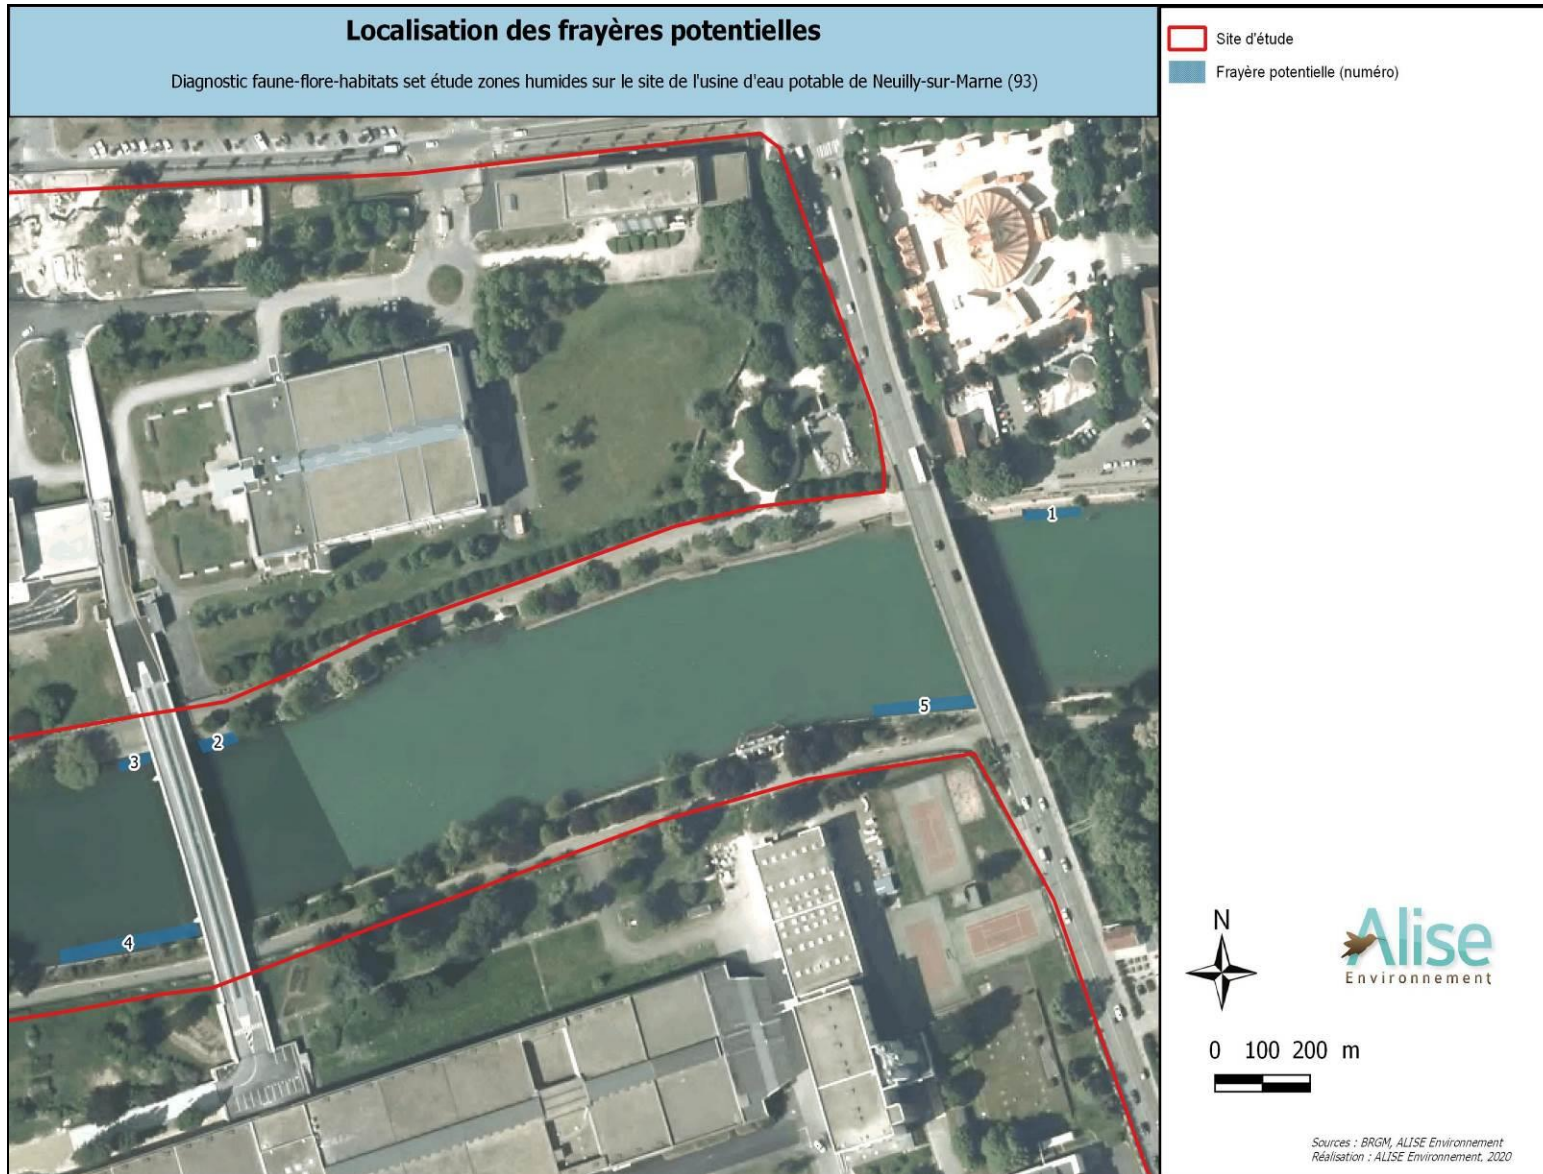 Localisation des frayères potentielles
Diagnostic faune-flore-habitats set étude zones humides sur le site de l'usine d'eau potable de Neuilly-sur-Marne (93)
Site d'étude
Frayère potentielle (numéro)
1
2
3
4
5
N
Alise
Environnement
0 100 200 m
Sources : BRGM, ALISE Environnement
Réalisation : ALISE Environnement, 2020